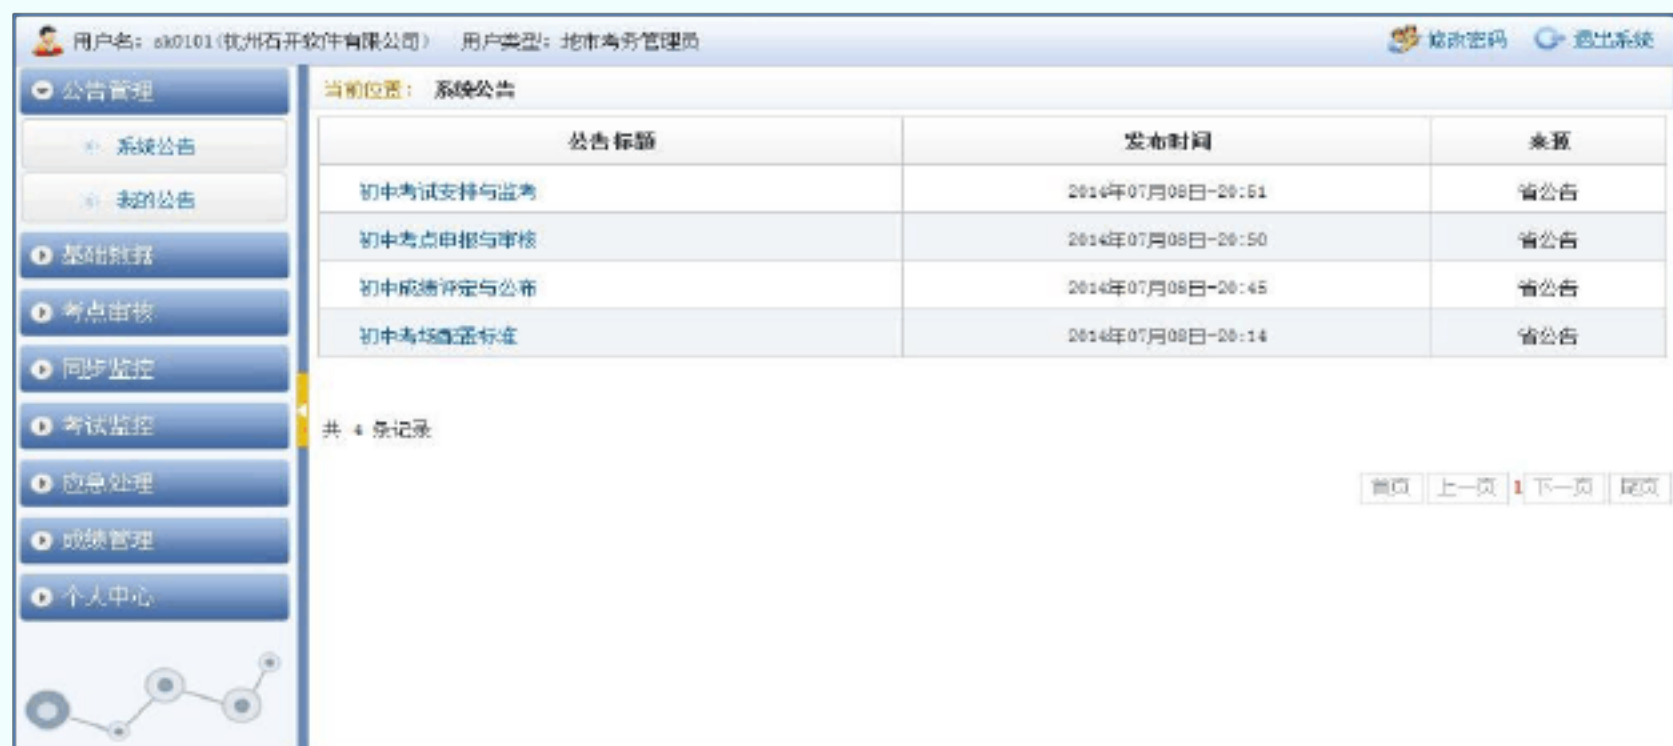 用户名：sk0101(杭州石开软件有限公司) 用户类型：地市考务管理员 修改密码 退出系统
公告管理
系统公告
我的公告
基础数据
考点审核
同步监控
考试监控
应急处理
成绩管理
个人中心
当前位置： 系统公告
公告标题 发布时间 来源
初中考试安排与监考 2014年07月08日-20:51 省公告
初中考点申报与审核 2014年07月08日-20:50 省公告
初中成绩评定与公布 2014年07月08日-20:45 省公告
初中考场配置标准 2014年07月08日-20:14 省公告
共 4 条记录
首页 上一页 1 下一页 尾页